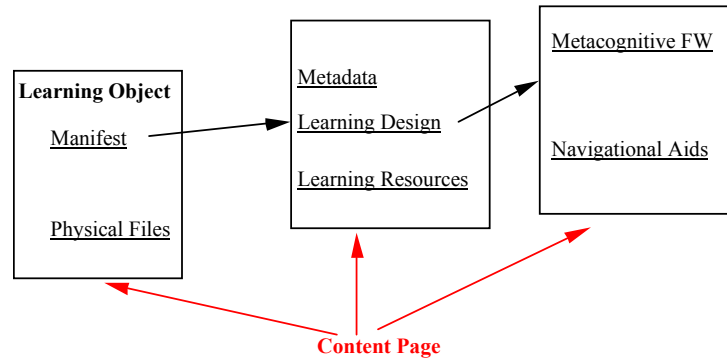 Learning Object
Manifest
Physical Files
Metadata
Learning Design
Learning Resources
Metacognitive FW
Navigational Aids
Content Page